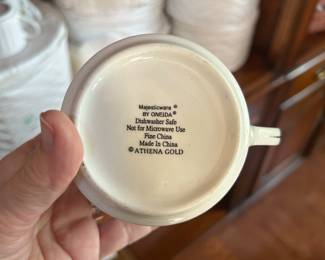 Majesticware®
BY ONEIDA®
Dishwasher Safe
Not for Microwave Use
Fine China
Made In China
© ATHENA GOLD